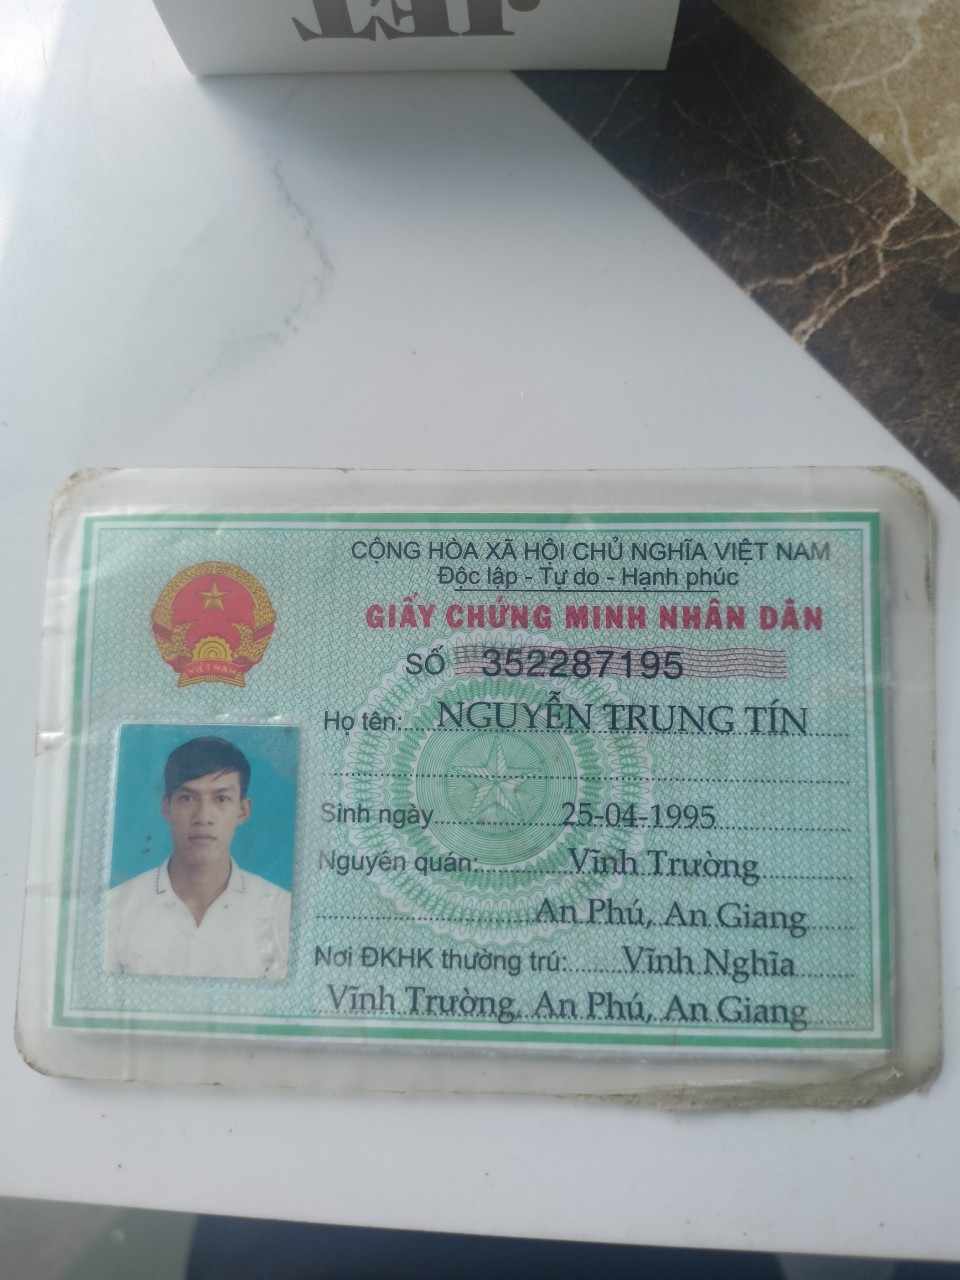 CỘNG HÒA XÃ HỘI CHỦ NGHĨA VIỆT NAM
Độc lập - Tự do - Hạnh phúc
GIẤY CHỨNG MINH NHÂN DÂN
SỐ 352287195
Họ tên: NGUYỄN TRUNG TÍN
Sinh ngày 25-04-1995
Nguyên quán: Vĩnh Trường
An Phú, An Giang
Nơi ĐKHK thường trú: Vĩnh Nghĩa
Vĩnh Trường, An Phú, An Giang
VIỆT NAM